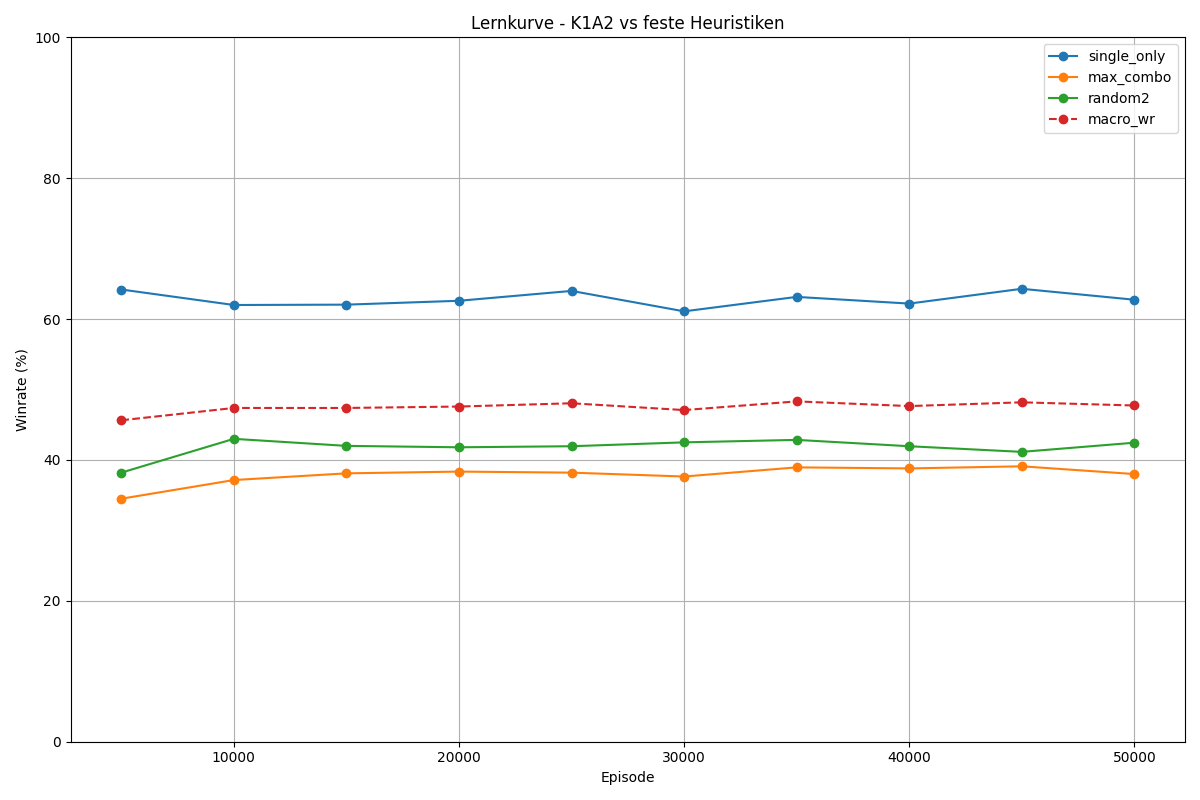 Lernkurve - K1A2 vs feste Heuristiken
100
80
60
40
20
0
Winrate (%)
single_only
max_combo
random2
macro_wr
10000
20000
30000
40000
50000
Episode